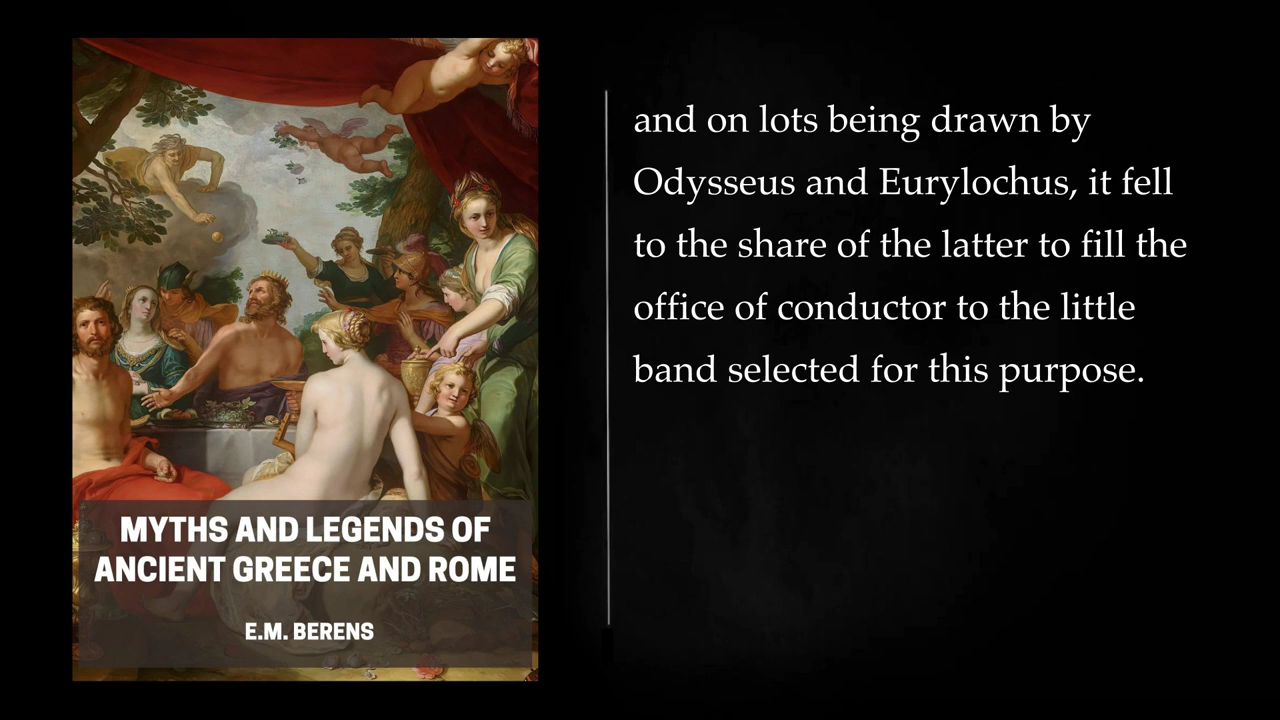 MYTHS AND LEGENDS OF
ANCIENT GREECE AND ROME
E.M. BERENS
and on lots being drawn by
Odysseus and Eurylochus, it fell
to the share of the latter to fill the
office of conductor to the little
band selected for this purpose.